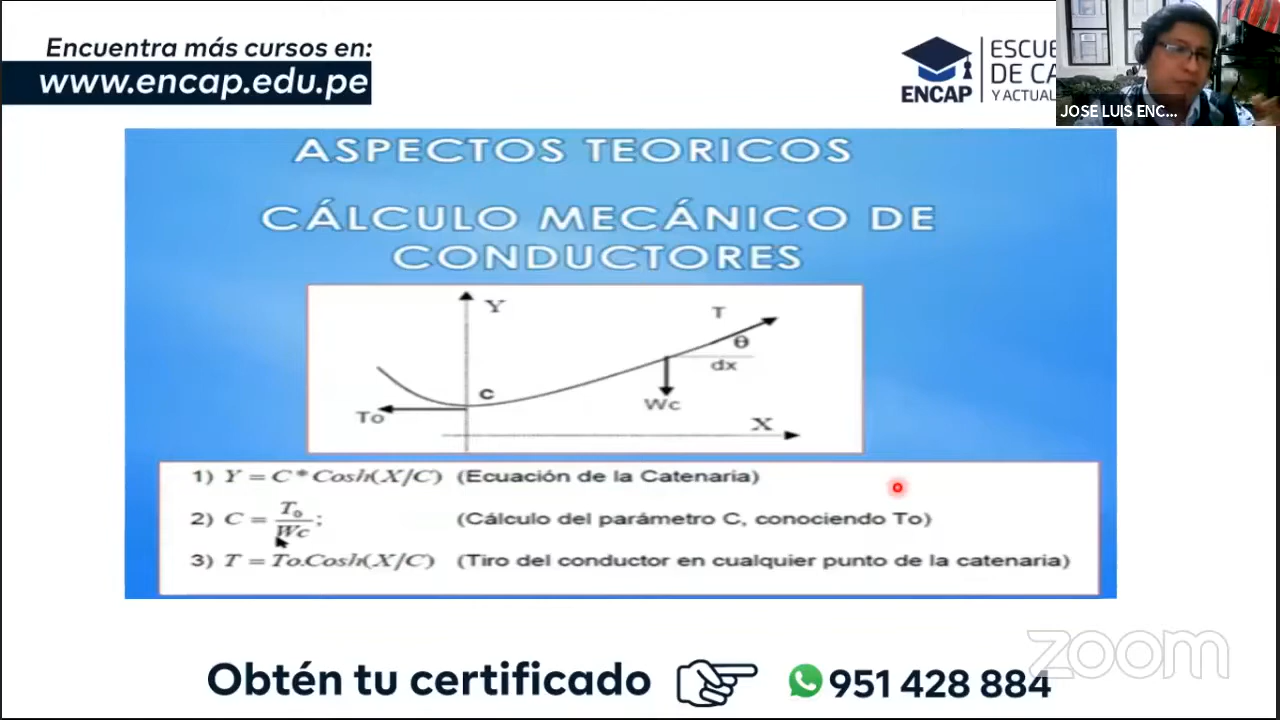 Encuentra más cursos en:
www.encap.edu.pe
ENCAP
DE
Y
JOSE LUIS ENC...
ASPECTOS TEORICOS
CÁLCULO MECÁNICO DE
CONDUCTORES
Y
T
θ
dx
C
To
Wc
X
1) Y = C * Cosh(X/C) (Ecuación de la Catenaria)
2) C = T₀/Wc; (Cálculo del parámetro C, conociendo To)
3) T = To.Cosh(X/C) (Tiro del conductor en cualquier punto de la catenaria)
zoom
Obtén tu certificado
951 428 884